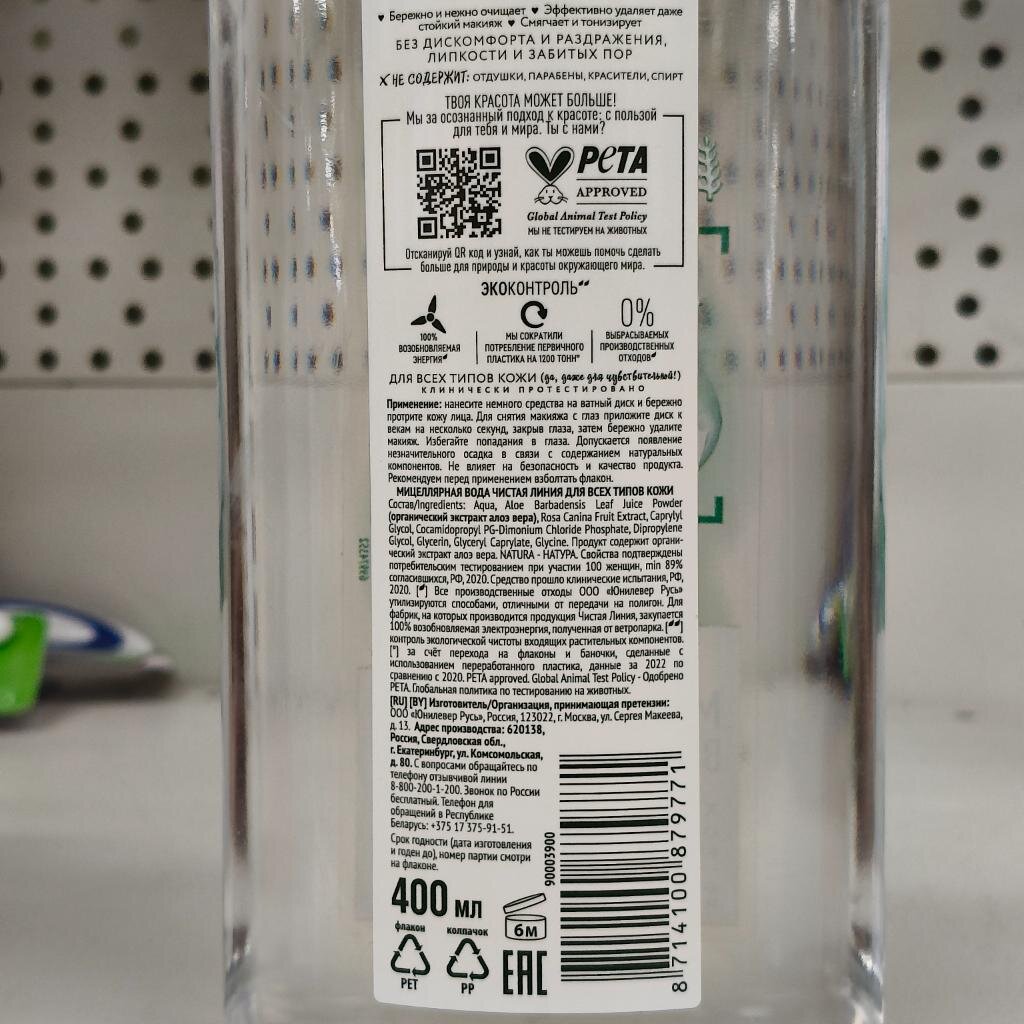 ♥ Бережно и нежно очищает ♥ Эффективно удаляет даже
стойкий макияж ♥ Смягчает и тонизирует
БЕЗ ДИСКОМФОРТА И РАЗДРАЖЕНИЯ,
ЛИПКОСТИ И ЗАБИТЫХ ПОР
X НЕ СОДЕРЖИТ: ОТДУШКИ, ПАРАБЕНЫ, КРАСИТЕЛИ, СПИРТ
ТВОЯ КРАСОТА МОЖЕТ БОЛЬШЕ!
Мы за осознанный подход к красоте: с пользой
для тебя и мира. Ты с нами?
PETA
APPROVED
Global Animal Test Policy
МЫ НЕ ТЕСТИРУЕМ НА ЖИВОТНЫХ
Отсканируй QR код и узнай, как ты можешь помочь сделать
больше для природы и красоты окружающего мира.
ЭКОКОНТРОЛЬ
100%
ВОЗОБНОВЛЯЕМАЯ
ЭНЕРГИЯ
МЫ СОКРАТИЛИ
ПОТРЕБЛЕНИЕ ПЕРВИЧНОГО
ПЛАСТИКА НА 1200 ТОНН*
0%
ВЫБРАСЫВАЕМЫХ
ПРОИЗВОДСТВЕННЫХ
ОТХОДОВ
ДЛЯ ВСЕХ ТИПОВ КОЖИ (да, даже для чувствительной!)
КЛИНИЧЕСКИ ПРОТЕСТИРОВАНО
Применение: нанесите немного средства на ватный диск и бережно
протрите кожу лица. Для снятия макияжа с глаз приложите диск к
векам на несколько секунд, закрыв глаза, затем бережно удалите
макияж. Избегайте попадания в глаза. Допускается появление
незначительного осадка в связи с содержанием натуральных
компонентов. Не влияет на безопасность и качество продукта.
Рекомендуем перед применением взболтать флакон.
МИЦЕЛЛЯРНАЯ ВОДА ЧИСТАЯ ЛИНИЯ ДЛЯ ВСЕХ ТИПОВ КОЖИ
Состав/Ingredients: Aqua, Aloe Barbadensis Leaf Juice Powder
(органический экстракт алоэ вера), Rosa Canina Fruit Extract, Caprylyl
Glycol, Cocamidopropyl PG-Dimonium Chloride Phosphate, Dipropylene
Glycol, Glycerin, Glyceryl Caprylate, Glycine. Продукт содержит органи-
ческий экстракт алоэ вера. NATURA - НАТУРА. Свойства подтверждены
потребительским тестированием при участии 100 женщин, min 89%
согласившихся, РФ, 2020. Средство прошло клинические испытания, РФ,
2020. [*] Все производственные отходы ООО «Юнилевер Русь»
утилизируются способами, отличными от передачи на полигон. Для
фабрик, на которых производится продукция Чистая Линия, закупается
100% возобновляемая электроэнергия, полученная от ветропарка. [**]
контроль экологической чистоты входящих растительных компонентов.
[*] за счёт перехода на флаконы и баночки, сделанные с
использованием переработанного пластика, данные за 2022 по
сравнению с 2020. PETA approved. Global Animal Test Policy - Одобрено
PETA. Глобальная политика по тестированию на животных.
[RU] [BY] Изготовитель/Организация, принимающая претензии:
ООО «Юнилевер Русь», Россия, 123022, г. Москва, ул. Сергея Макеева,
д. 13. Адрес производства: 620138,
Россия, Свердловская обл.,
г. Екатеринбург, ул. Комсомольская,
д. 80. С вопросами обращайтесь по
телефону отзывчивой линии
8-800-200-1-200. Звонок по России
бесплатный. Телефон для
обращений в Республике
Беларусь: +375 17 375-91-51.
Срок годности (дата изготовления
и годен до), номер партии смотри
на флаконе.
400 мл
90003900
6м
флакон
PET
колпачок
PP
EAC
8 714100 879771